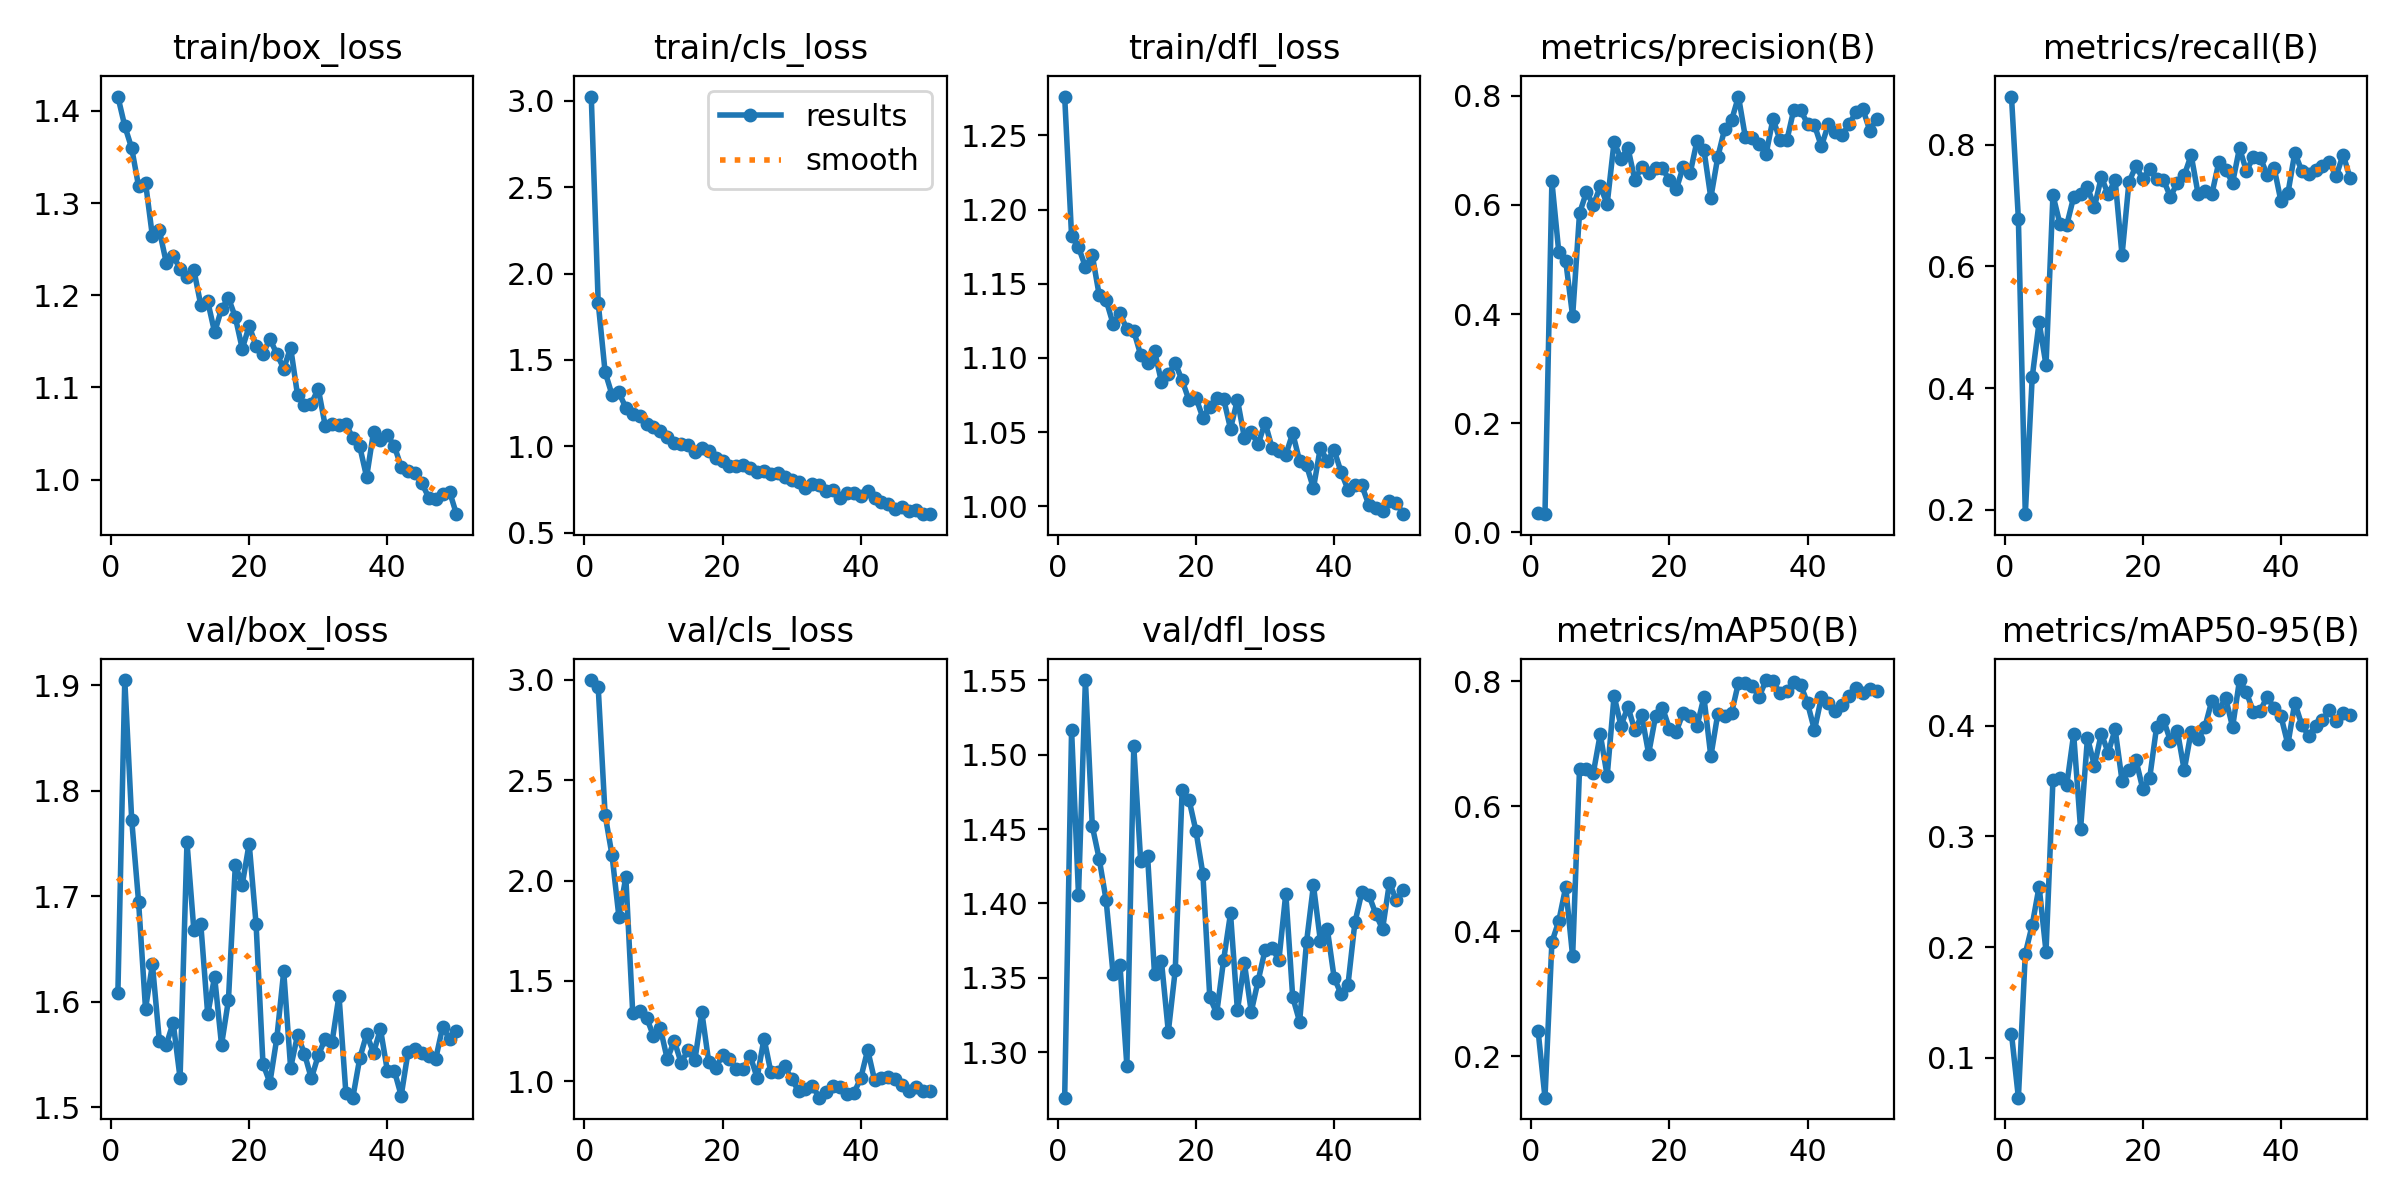 train/box_loss
train/cls_loss
train/dfl_loss
metrics/precision(B)
metrics/recall(B)
1.4
1.3
1.2
1.1
1.0
0 20 40
3.0
2.5
2.0
1.5
1.0
0.5
0 20 40
results
smooth
1.25
1.20
1.15
1.10
1.05
1.00
0 20 40
0.8
0.6
0.4
0.2
0.0
0 20 40
0.8
0.6
0.4
0.2
0 20 40
val/box_loss
val/cls_loss
val/dfl_loss
metrics/mAP50(B)
metrics/mAP50-95(B)
1.9
1.8
1.7
1.6
1.5
0 20 40
3.0
2.5
2.0
1.5
1.0
0 20 40
1.55
1.50
1.45
1.40
1.35
1.30
0 20 40
0.8
0.6
0.4
0.2
0 20 40
0.4
0.3
0.2
0.1
0 20 40